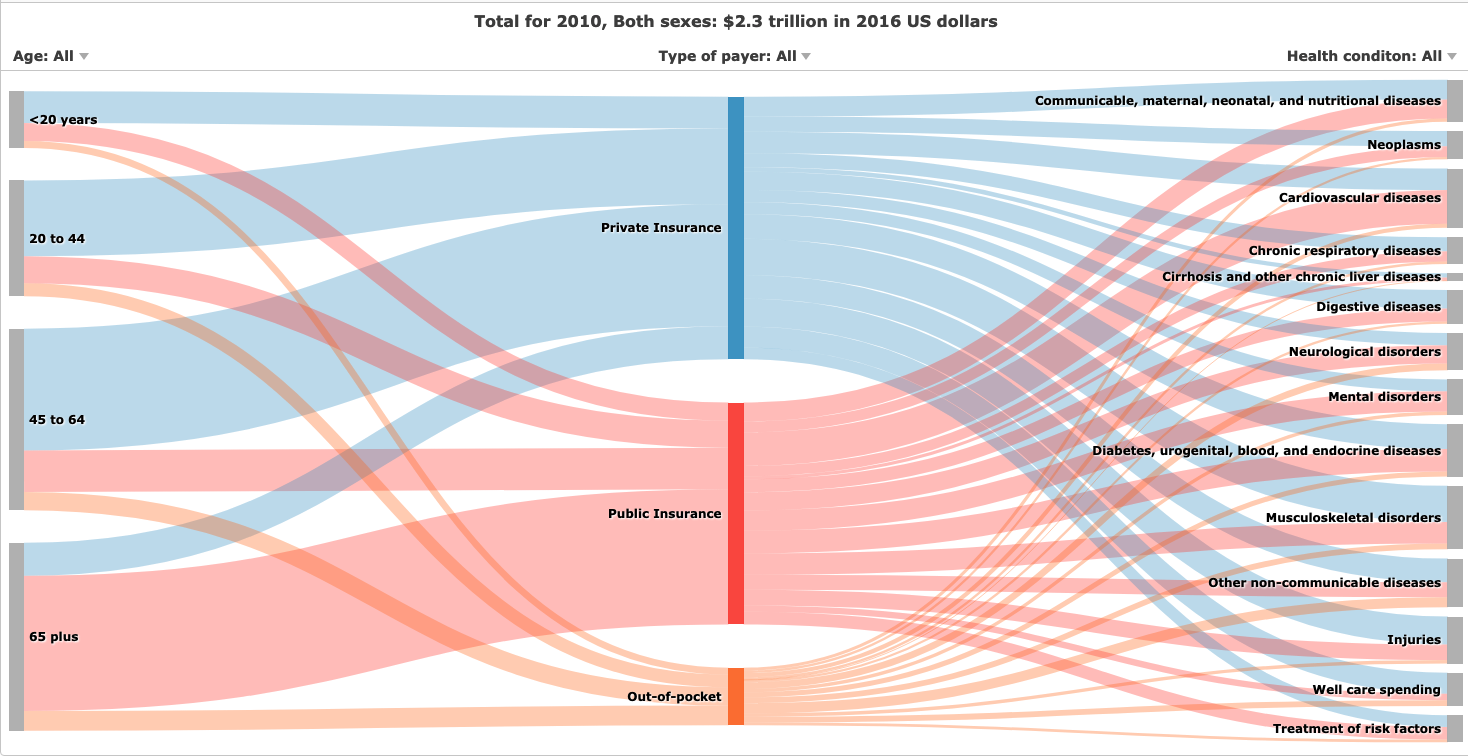 Total for 2010, Both sexes: $2.3 trillion in 2016 US dollars
Age: All
Type of payer: All
Health conditon: All
<20 years
20 to 44
45 to 64
65 plus
Private Insurance
Public Insurance
Out-of-pocket
Communicable, maternal, neonatal, and nutritional diseases
Neoplasms
Cardiovascular diseases
Chronic respiratory diseases
Cirrhosis and other chronic liver diseases
Digestive diseases
Neurological disorders
Mental disorders
Diabetes, urogenital, blood, and endocrine diseases
Musculoskeletal disorders
Other non-communicable diseases
Injuries
Well care spending
Treatment of risk factors